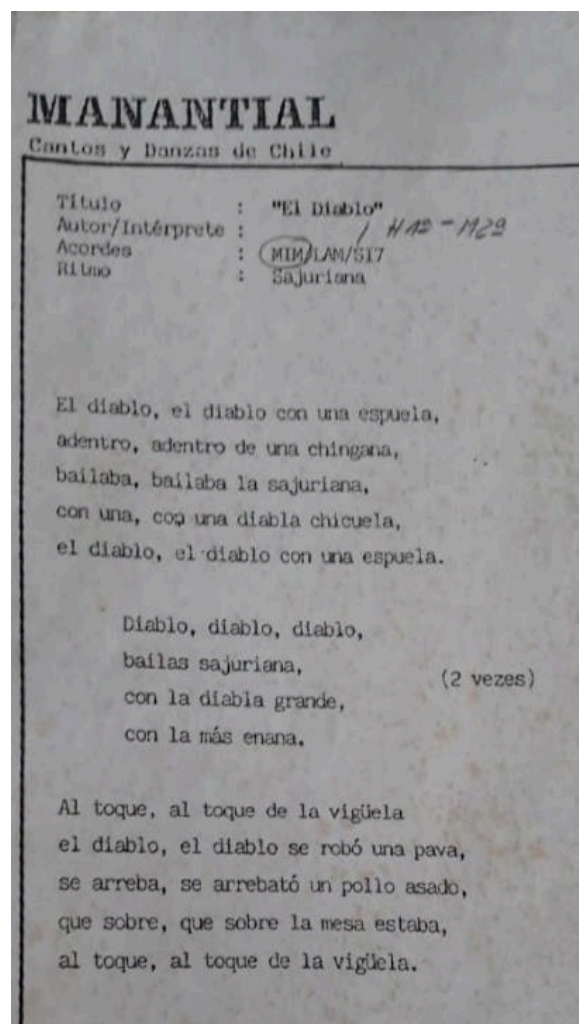 MANANTIAL
Cantos y Danzas de Chile
Título : "El Diablo"
Autor/Intérprete :
Acordes : MIM/LAM/SI7
Ritmo : Sajuriana
El diablo, el diablo con una espuela,
adentro, adentro de una chingana,
bailaba, bailaba la sajuriana,
con una, con una diabla chicuela,
el diablo, el diablo con una espuela.
Diablo, diablo, diablo,
bailas sajuriana,
(2 vezes)
con la diabla grande,
con la más enana.
Al toque, al toque de la vigüela
el diablo, el diablo se robó una pava,
se arreba, se arrebató un pollo asado,
que sobre, que sobre la mesa estaba,
al toque, al toque de la vigüela.